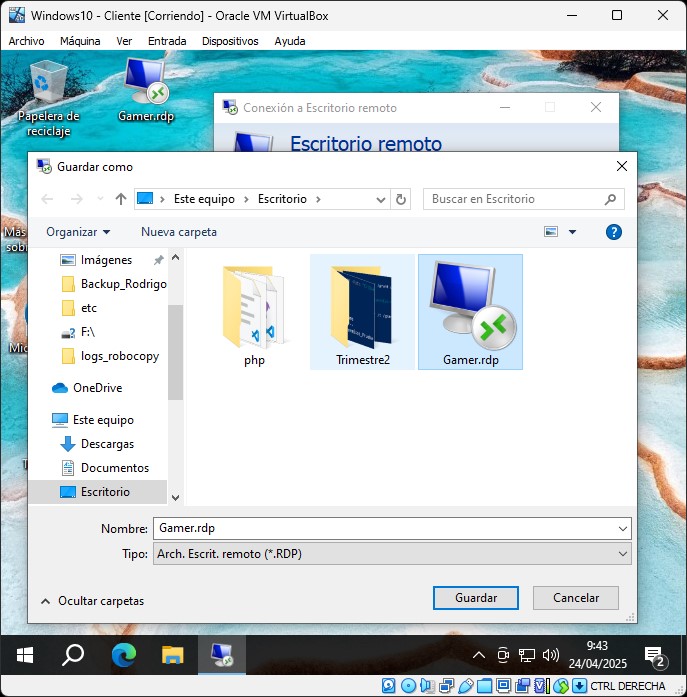 Windows10 - Cliente [Corriendo] - Oracle VM VirtualBox
Archivo Máquina Ver Entrada Dispositivos Ayuda
Papelera de
reciclaje
Gamer.rdp
Conexión a Escritorio remoto
Escritorio remoto
Guardar como
Este equipo > Escritorio >
Buscar en Escritorio
Organizar
Nueva carpeta
Imágenes
Backup_Rodrigo
etc
F:\
logs_robocopy
OneDrive
Este equipo
Descargas
Documentos
Escritorio
php
Trimestre2
Gamer.rdp
Nombre: Gamer.rdp
Tipo: Arch. Escrit. remoto (*.RDP)
Ocultar carpetas
Guardar
Cancelar
9:43
24/04/2025
2
CTRL DERECHA